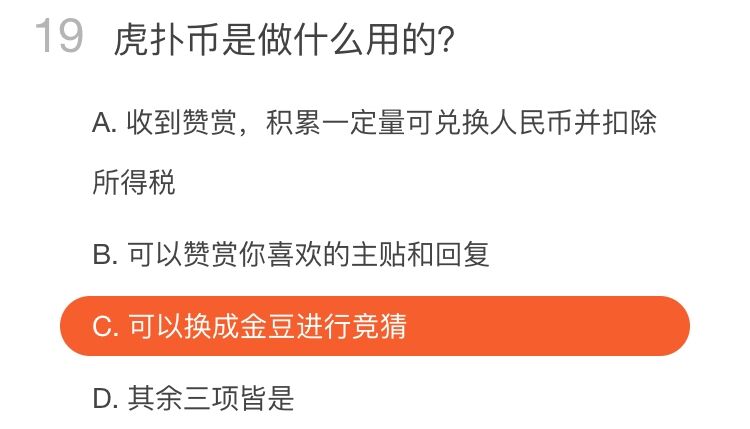 19 虎扑币是做什么用的?
A. 收到赞赏，积累一定量可兑换人民币并扣除
所得税
B. 可以赞赏你喜欢的主贴和回复
C. 可以换成金豆进行竞猜
D. 其余三项皆是